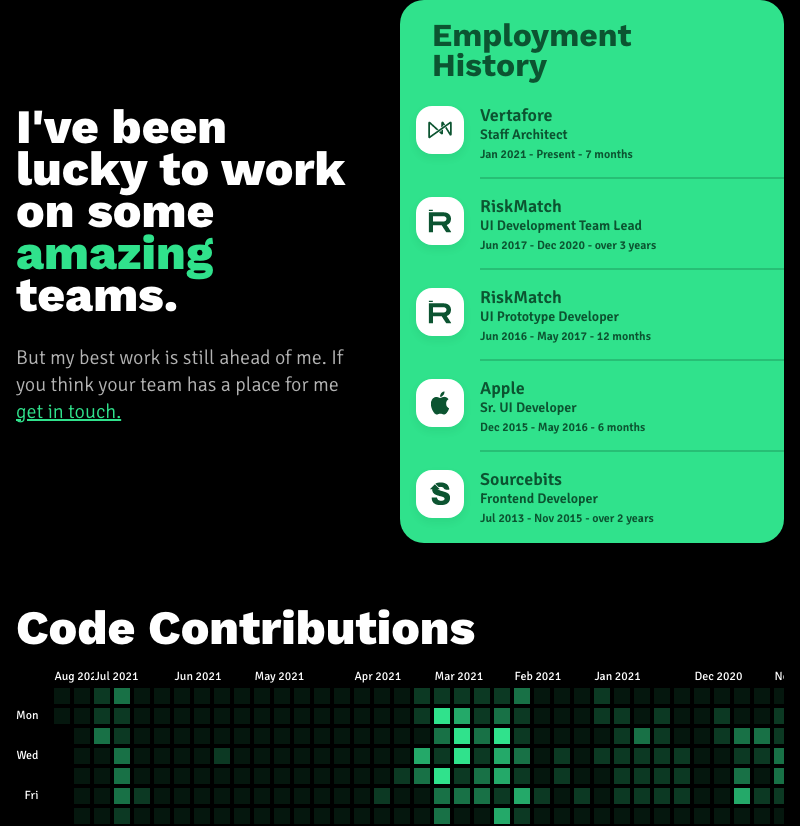 I've been
lucky to work
on some
amazing
teams.
But my best work is still ahead of me. If
you think your team has a place for me
get in touch.
Employment
History
Vertafore
Staff Architect
Jan 2021 - Present - 7 months
RiskMatch
UI Development Team Lead
Jun 2017 - Dec 2020 - over 3 years
RiskMatch
UI Prototype Developer
Jun 2016 - May 2017 - 12 months
Apple
Sr. UI Developer
Dec 2015 - May 2016 - 6 months
Sourcebits
Frontend Developer
Jul 2013 - Nov 2015 - over 2 years
Code Contributions
Aug Jul 2021 Jun 2021 May 2021 Apr 2021 Mar 2021 Feb 2021 Jan 2021 Dec 2020
Mon
Wed
Fri